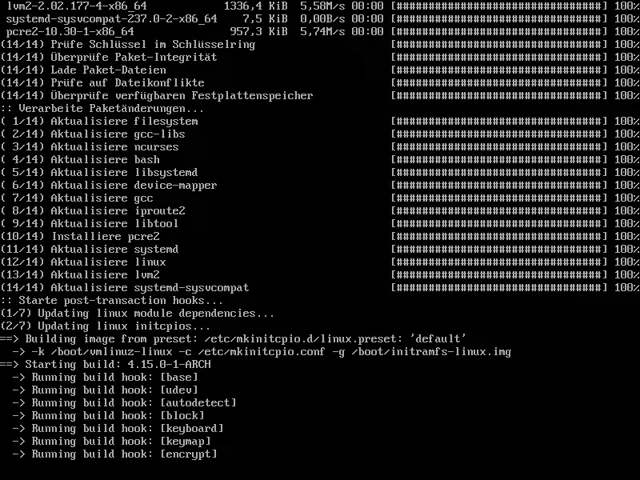 lvm2-2.02.177-4-x86_64 1336,4 KiB 5,58M/s 00:00 [######################] 100%
systemd-sysvcompat-237.0-2-x86_64 7,5 KiB 0,00B/s 00:00 [######################] 100%
pcre2-10.30-1-x86_64 957,3 KiB 5,74M/s 00:00 [######################] 100%
(14/14) Prüfe Schlüssel im Schlüsselring [######################] 100%
(14/14) Überprüfe Paket-Integrität [######################] 100%
(14/14) Lade Paket-Dateien [######################] 100%
(14/14) Prüfe auf Dateikonflikte [######################] 100%
(14/14) Überprüfe verfügbaren Festplattenspeicher [######################] 100%
:: Verarbeite Paketänderungen...
( 1/14) Aktualisiere filesystem [######################] 100%
( 2/14) Aktualisiere gcc-libs [######################] 100%
( 3/14) Aktualisiere ncurses [######################] 100%
( 4/14) Aktualisiere bash [######################] 100%
( 5/14) Aktualisiere libsystemd [######################] 100%
( 6/14) Aktualisiere device-mapper [######################] 100%
( 7/14) Aktualisiere gcc [######################] 100%
( 8/14) Aktualisiere iproute2 [######################] 100%
( 9/14) Aktualisiere libtool [######################] 100%
(10/14) Installiere pcre2 [######################] 100%
(11/14) Aktualisiere systemd [######################] 100%
(12/14) Aktualisiere linux [######################] 100%
(13/14) Aktualisiere lvm2 [######################] 100%
(14/14) Aktualisiere systemd-sysvcompat [######################] 100%
:: Starte post-transaction hooks...
(1/7) Updating linux module dependencies...
(2/7) Updating linux initcpios...
==> Building image from preset: /etc/mkinitcpio.d/linux.preset: 'default'
-> -k /boot/vmlinuz-linux -c /etc/mkinitcpio.conf -g /boot/initramfs-linux.img
==> Starting build: 4.15.0-1-ARCH
-> Running build hook: [base]
-> Running build hook: [udev]
-> Running build hook: [autodetect]
-> Running build hook: [block]
-> Running build hook: [keyboard]
-> Running build hook: [keymap]
-> Running build hook: [encrypt]